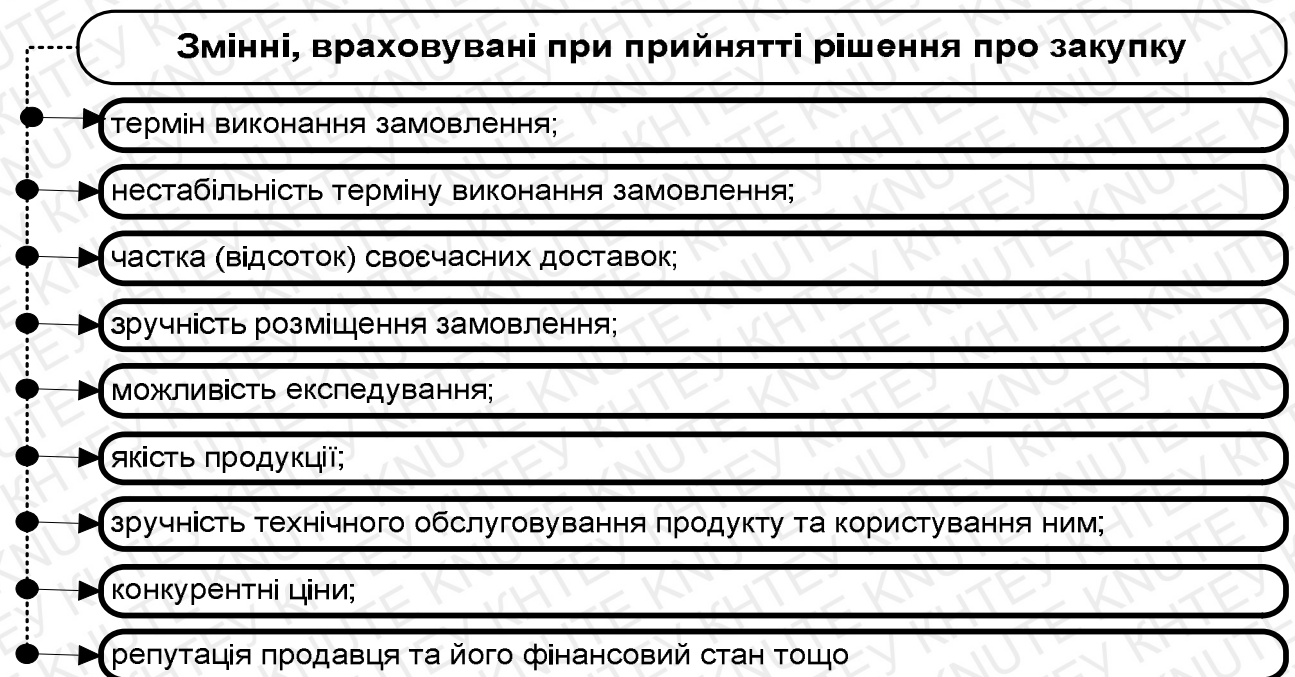 Змінні, враховувані при прийнятті рішення про закупку
термін виконання замовлення;
нестабільність терміну виконання замовлення;
частка (відсоток) своєчасних доставок;
зручність розміщення замовлення;
можливість експедування;
якість продукції;
зручність технічного обслуговування продукту та користування ним;
конкурентні ціни;
репутація продавця та його фінансовий стан тощо